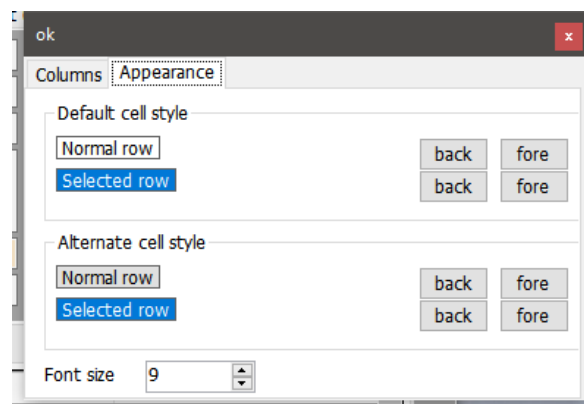 ok
x
Columns Appearance
Default cell style
Normal row back fore
Selected row back fore
Alternate cell style
Normal row back fore
Selected row back fore
Font size 9